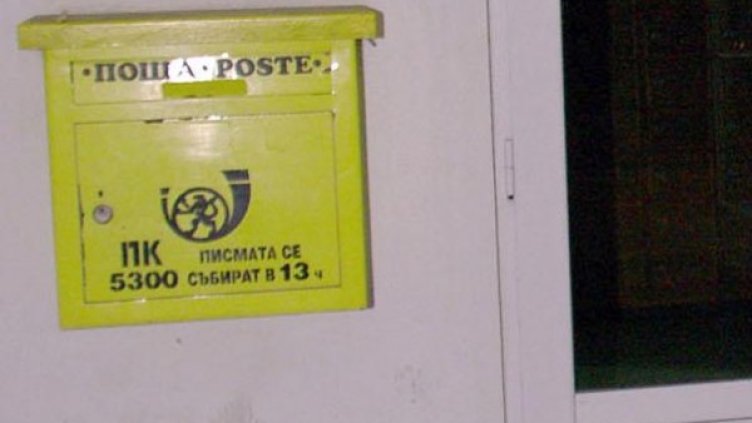 •ПОЩА•POSTE•
ПК ПИСМАТА СЕ
5300 СЪБИРАТ В 13 ч